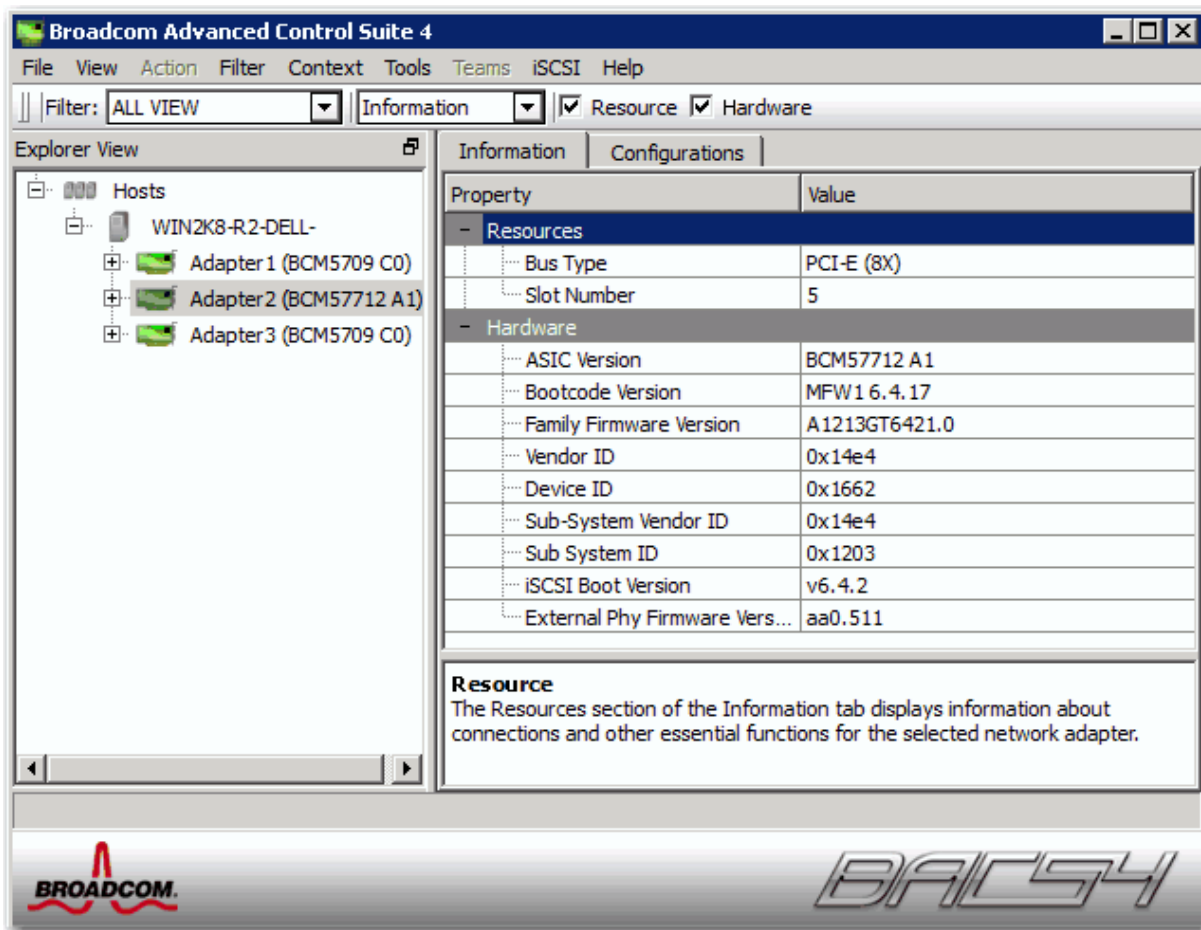 Broadcom Advanced Control Suite 4
File View Action Filter Context Tools Teams iSCSI Help
Filter: ALL VIEW Information Resource Hardware
Explorer View
Hosts
WIN2K8-R2-DELL-
Adapter1 (BCM5709 C0)
Adapter2 (BCM57712 A1)
Adapter3 (BCM5709 C0)
Information Configurations
Property Value
Resources
Bus Type PCI-E (8X)
Slot Number 5
Hardware
ASIC Version BCM57712 A1
Bootcode Version MFW1 6.4.17
Family Firmware Version A1213GT6421.0
Vendor ID 0x14e4
Device ID 0x1662
Sub-System Vendor ID 0x14e4
Sub System ID 0x1203
iSCSI Boot Version v6.4.2
External Phy Firmware Vers... aa0.511
Resource
The Resources section of the Information tab displays information about
connections and other essential functions for the selected network adapter.
BROADCOM. BACS4